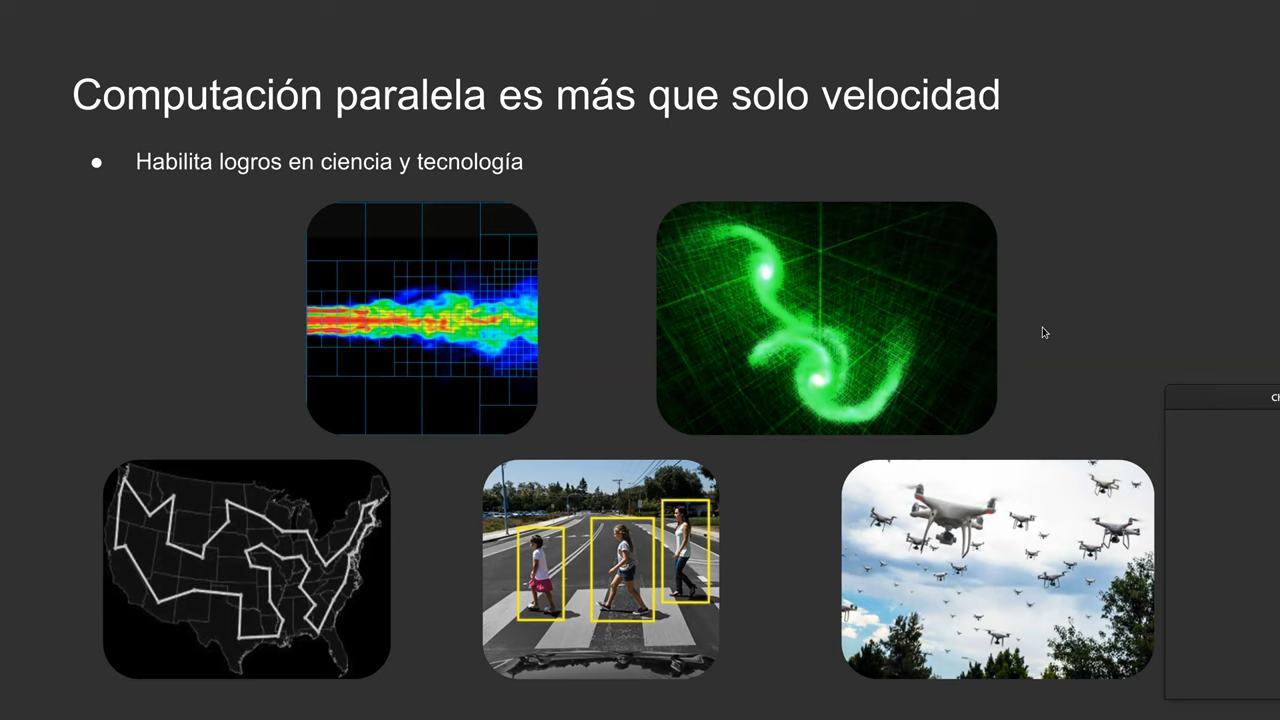 Computación paralela es más que solo velocidad
● Habilita logros en ciencia y tecnología